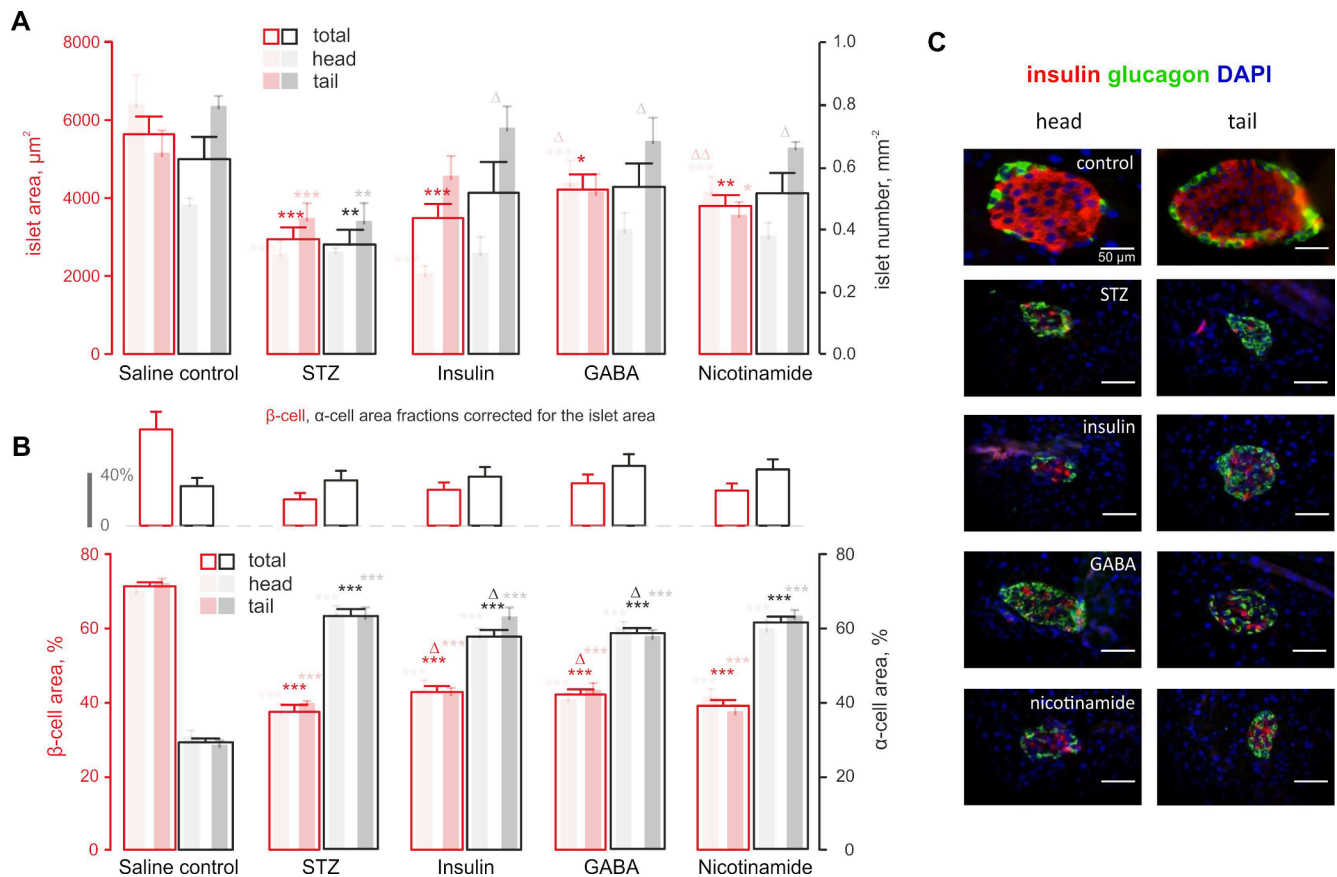 A
8000
6000
4000
2000
0
islet area, µm²
total
head
tail
1.0
0.8
0.6
0.4
0.2
0.0
islet number, mm⁻²
*** *** *** ** **
*** *** Δ
Δ *** * Δ
ΔΔ *** ** * Δ
Saline control STZ Insulin GABA Nicotinamide
β-cell, α-cell area fractions corrected for the islet area
B
40%
0
80
60
40
20
0
β-cell area, %
total
head
tail
80
60
40
20
0
α-cell area, %
*** *** *** *** *** ***
*** Δ *** *** *** Δ *** ***
*** Δ *** *** *** Δ *** ***
*** *** *** *** *** ***
Saline control STZ Insulin GABA Nicotinamide
C
insulin glucagon DAPI
head tail
control
50 µm
STZ
insulin
GABA
nicotinamide